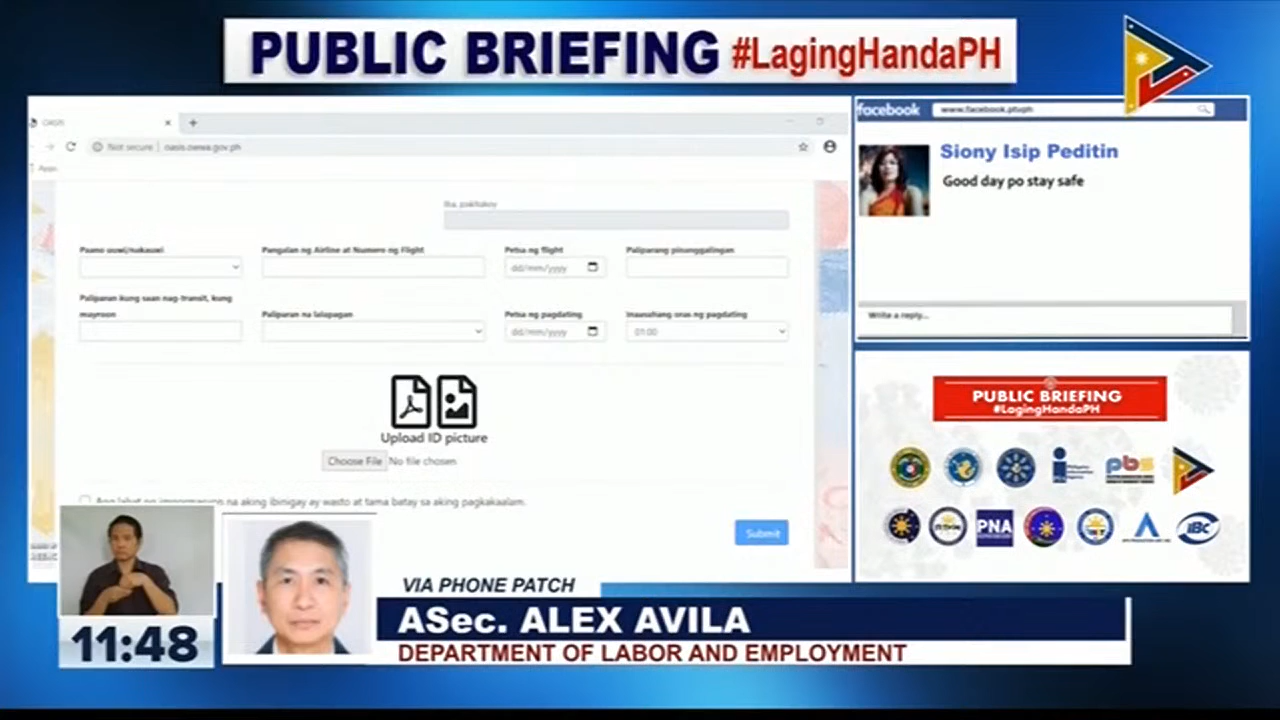 PUBLIC BRIEFING #LagingHandaPH
OASIS
Not secure | oasis.owwa.gov.ph
Apps
Iba, pakitukoy
Paano uuwi/nakauwi
Pangalan ng Airline at Numero ng Flight
Petsa ng flight
Paliparang pinanggalingan
dd/mm/yyyy
Paliparan kung saan nag-transit, kung
mayroon
Paliparan na lalapagan
Petsa ng pagdating
Inaasahang oras ng pagdating
dd/mm/yyyy
01:00
Upload ID picture
Choose File No file chosen
Ang lahat ng impormasyon na aking ibinigay ay wasto at tama batay sa aking pagkakaalam.
Submit
facebook
www.facebook.ptvph
Siony Isip Peditin
Good day po stay safe
Write a reply...
PUBLIC BRIEFING
#LagingHandaPH
pbs
PNA
IBC
VIA PHONE PATCH
ASec. ALEX AVILA
DEPARTMENT OF LABOR AND EMPLOYMENT
11:48